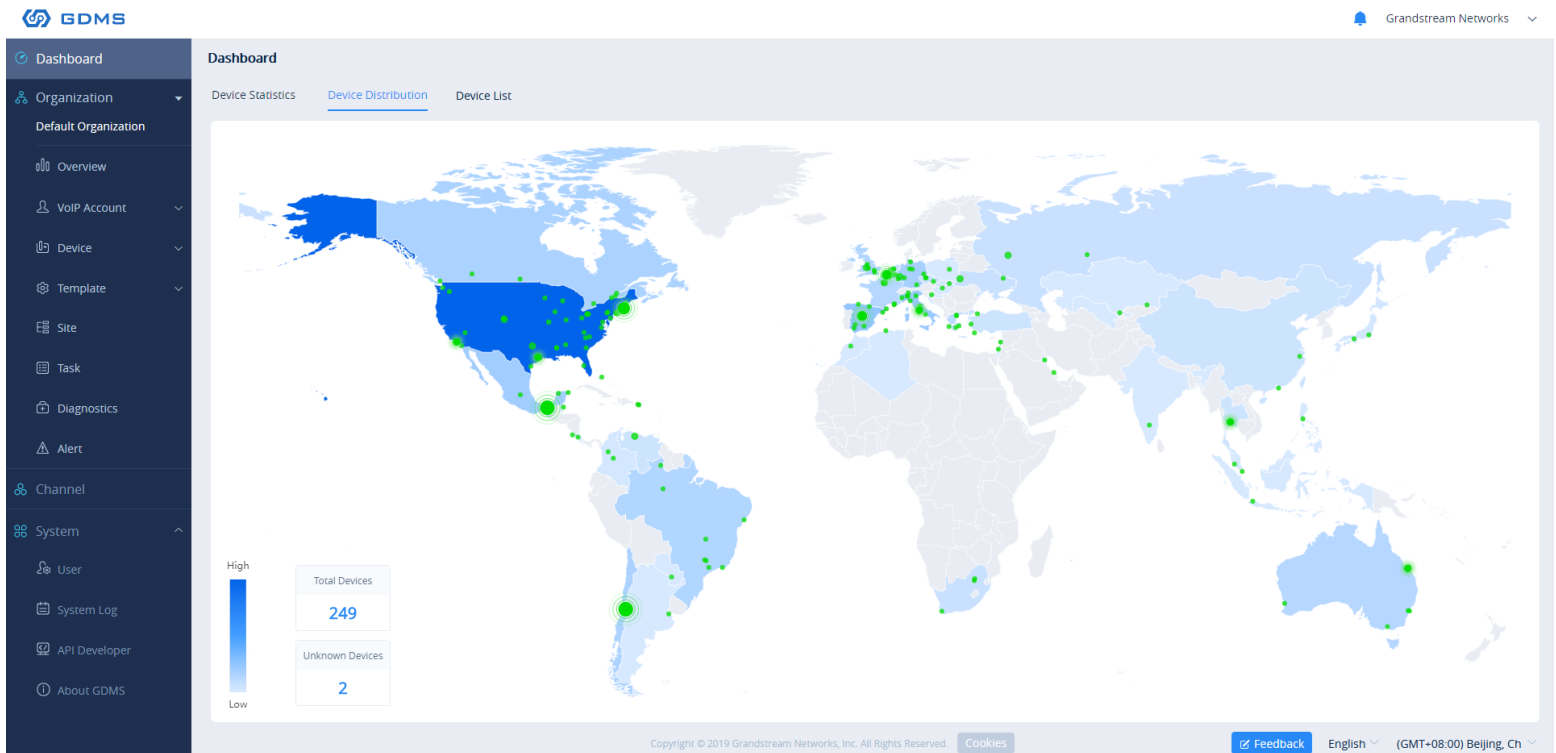 GDMS
Grandstream Networks
Dashboard
Organization
Default Organization
Overview
VoIP Account
Device
Template
Site
Task
Diagnostics
Alert
Channel
System
User
System Log
API Developer
About GDMS
Dashboard
Device Statistics
Device Distribution
Device List
High
Low
Total Devices
249
Unknown Devices
2
Copyright © 2019 Grandstream Networks, Inc. All Rights Reserved.
Cookies
Feedback
English
(GMT+08:00) Beijing, Ch